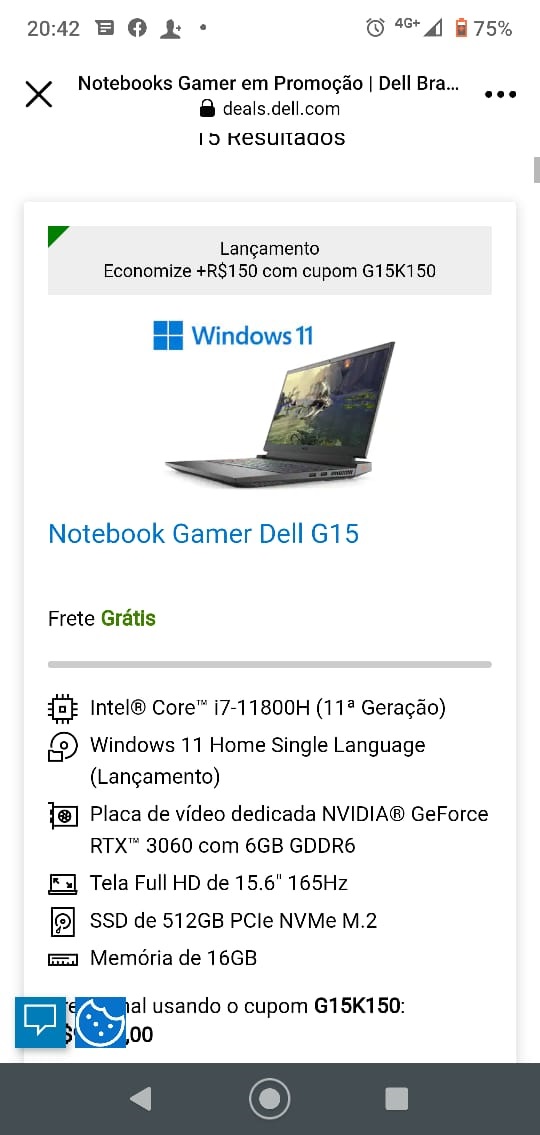 20:42
4G+
75%
Notebooks Gamer em Promoção | Dell Bra...
deals.dell.com
15 Resultados
Lançamento
Economize +R$150 com cupom G15K150
Windows 11
Notebook Gamer Dell G15
Frete Grátis
Intel® Core™ i7-11800H (11ª Geração)
Windows 11 Home Single Language
(Lançamento)
Placa de vídeo dedicada NVIDIA® GeForce
RTX™ 3060 com 6GB GDDR6
Tela Full HD de 15.6" 165Hz
SSD de 512GB PCIe NVMe M.2
Memória de 16GB
usando o cupom G15K150:
,00